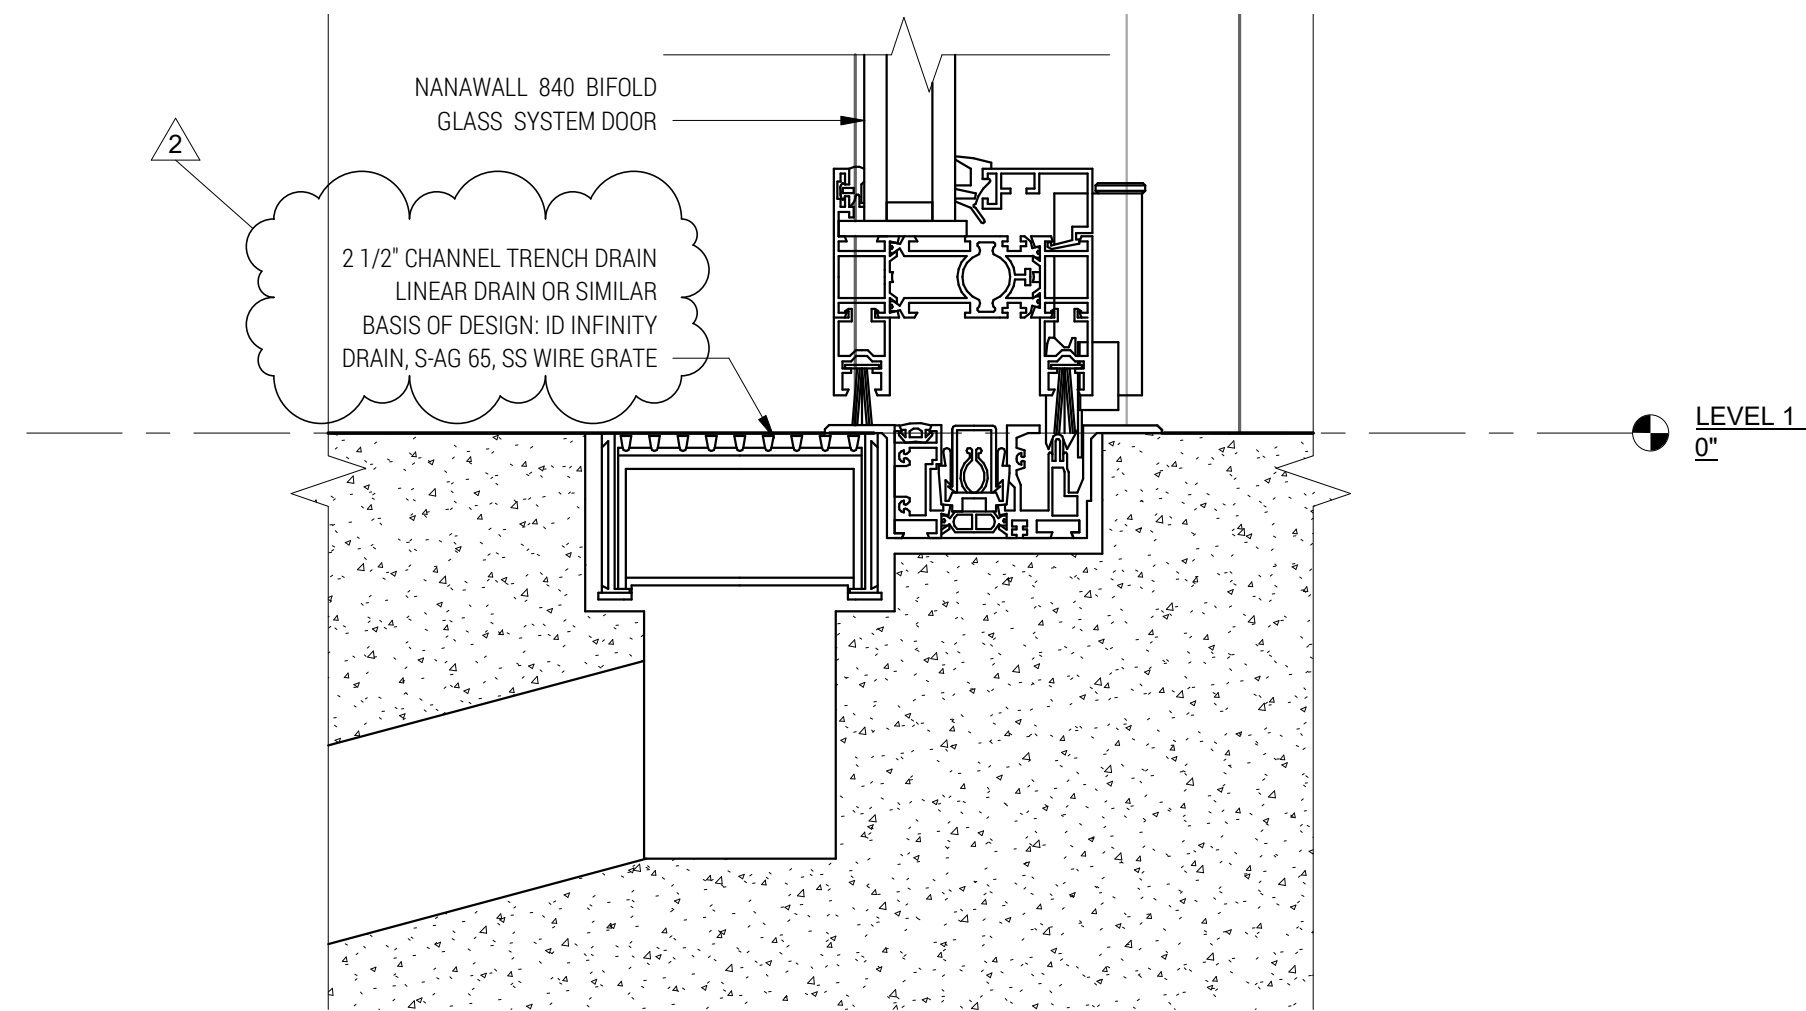 NANAWALL 840 BIFOLD
GLASS SYSTEM DOOR
2
2 1/2" CHANNEL TRENCH DRAIN
LINEAR DRAIN OR SIMILAR
BASIS OF DESIGN: ID INFINITY
DRAIN, S-AG 65, SS WIRE GRATE
LEVEL 1
0"